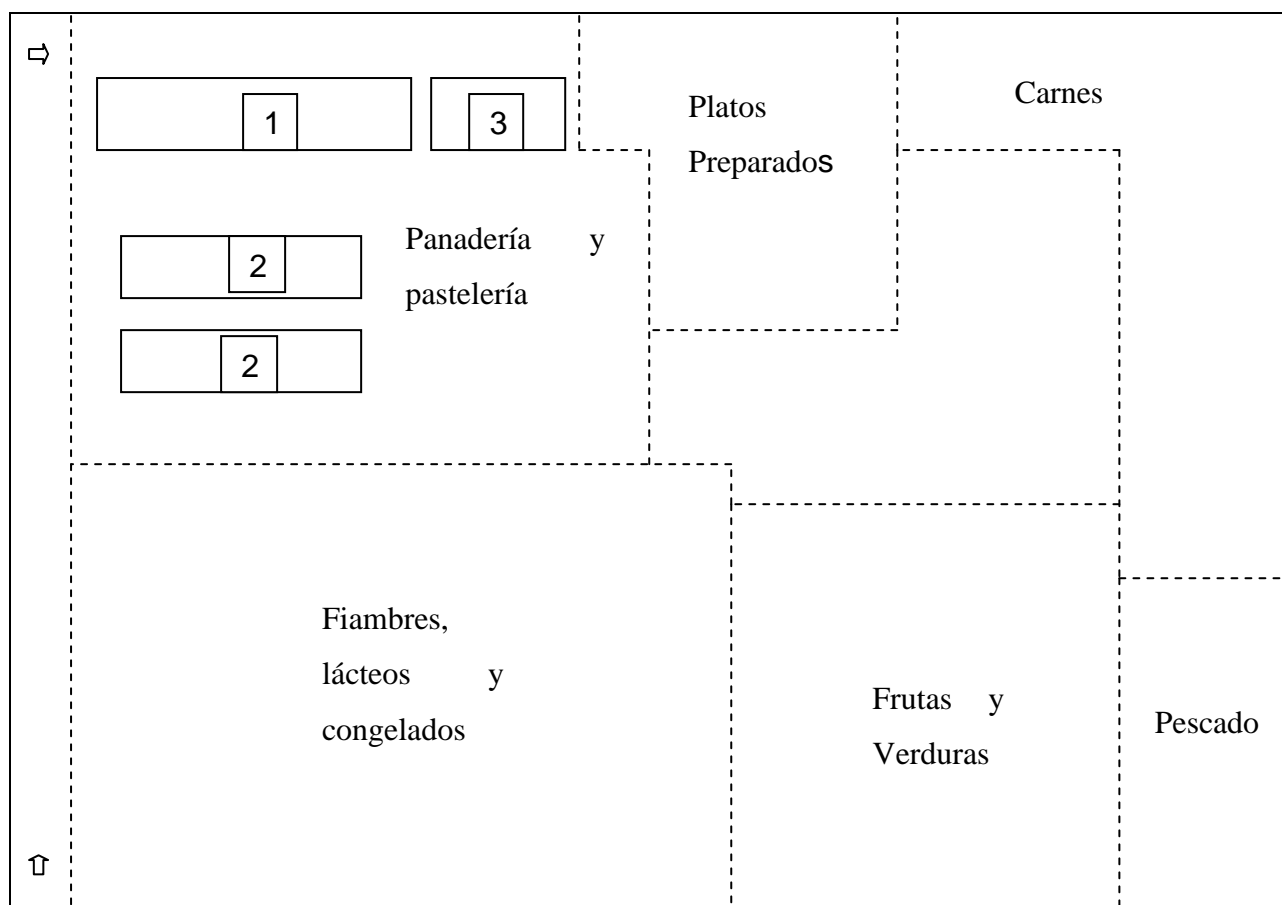 1
3
Platos
Preparados
Carnes
Panadería y
pastelería
2
2
Fiambres,
lácteos y
congelados
Frutas y
Verduras
Pescado